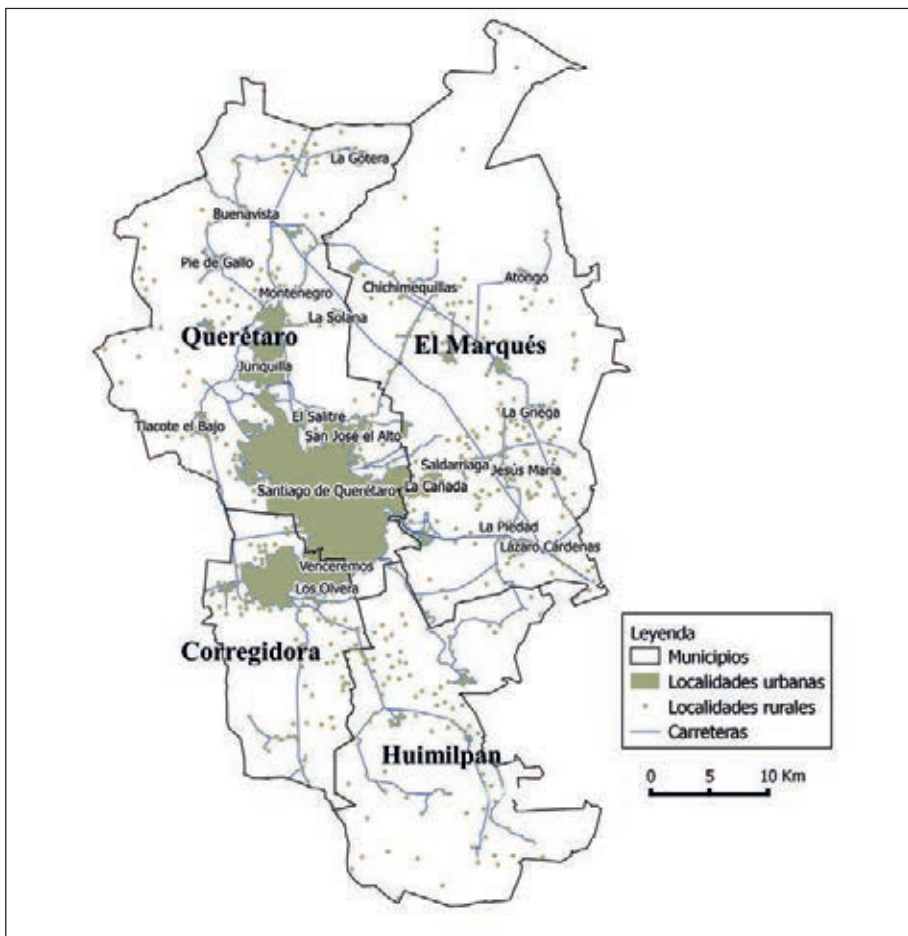 La Gotera
Buenavista
Pie de Gallo
Chichimequillas
Atongo
Montenegro
La Solana
Querétaro
El Marqués
Juriquilla
La Griega
El Salitre
Tlacote el Bajo
San José el Alto
Saldarriaga
Jesús María
Santiago de Querétaro
La Cañada
La Piedad
Lázaro Cárdenas
Venceremos
Los Olvera
Corregidora
Huimilpan
Leyenda
Municipios
Localidades urbanas
Localidades rurales
Carreteras
0 5 10 Km